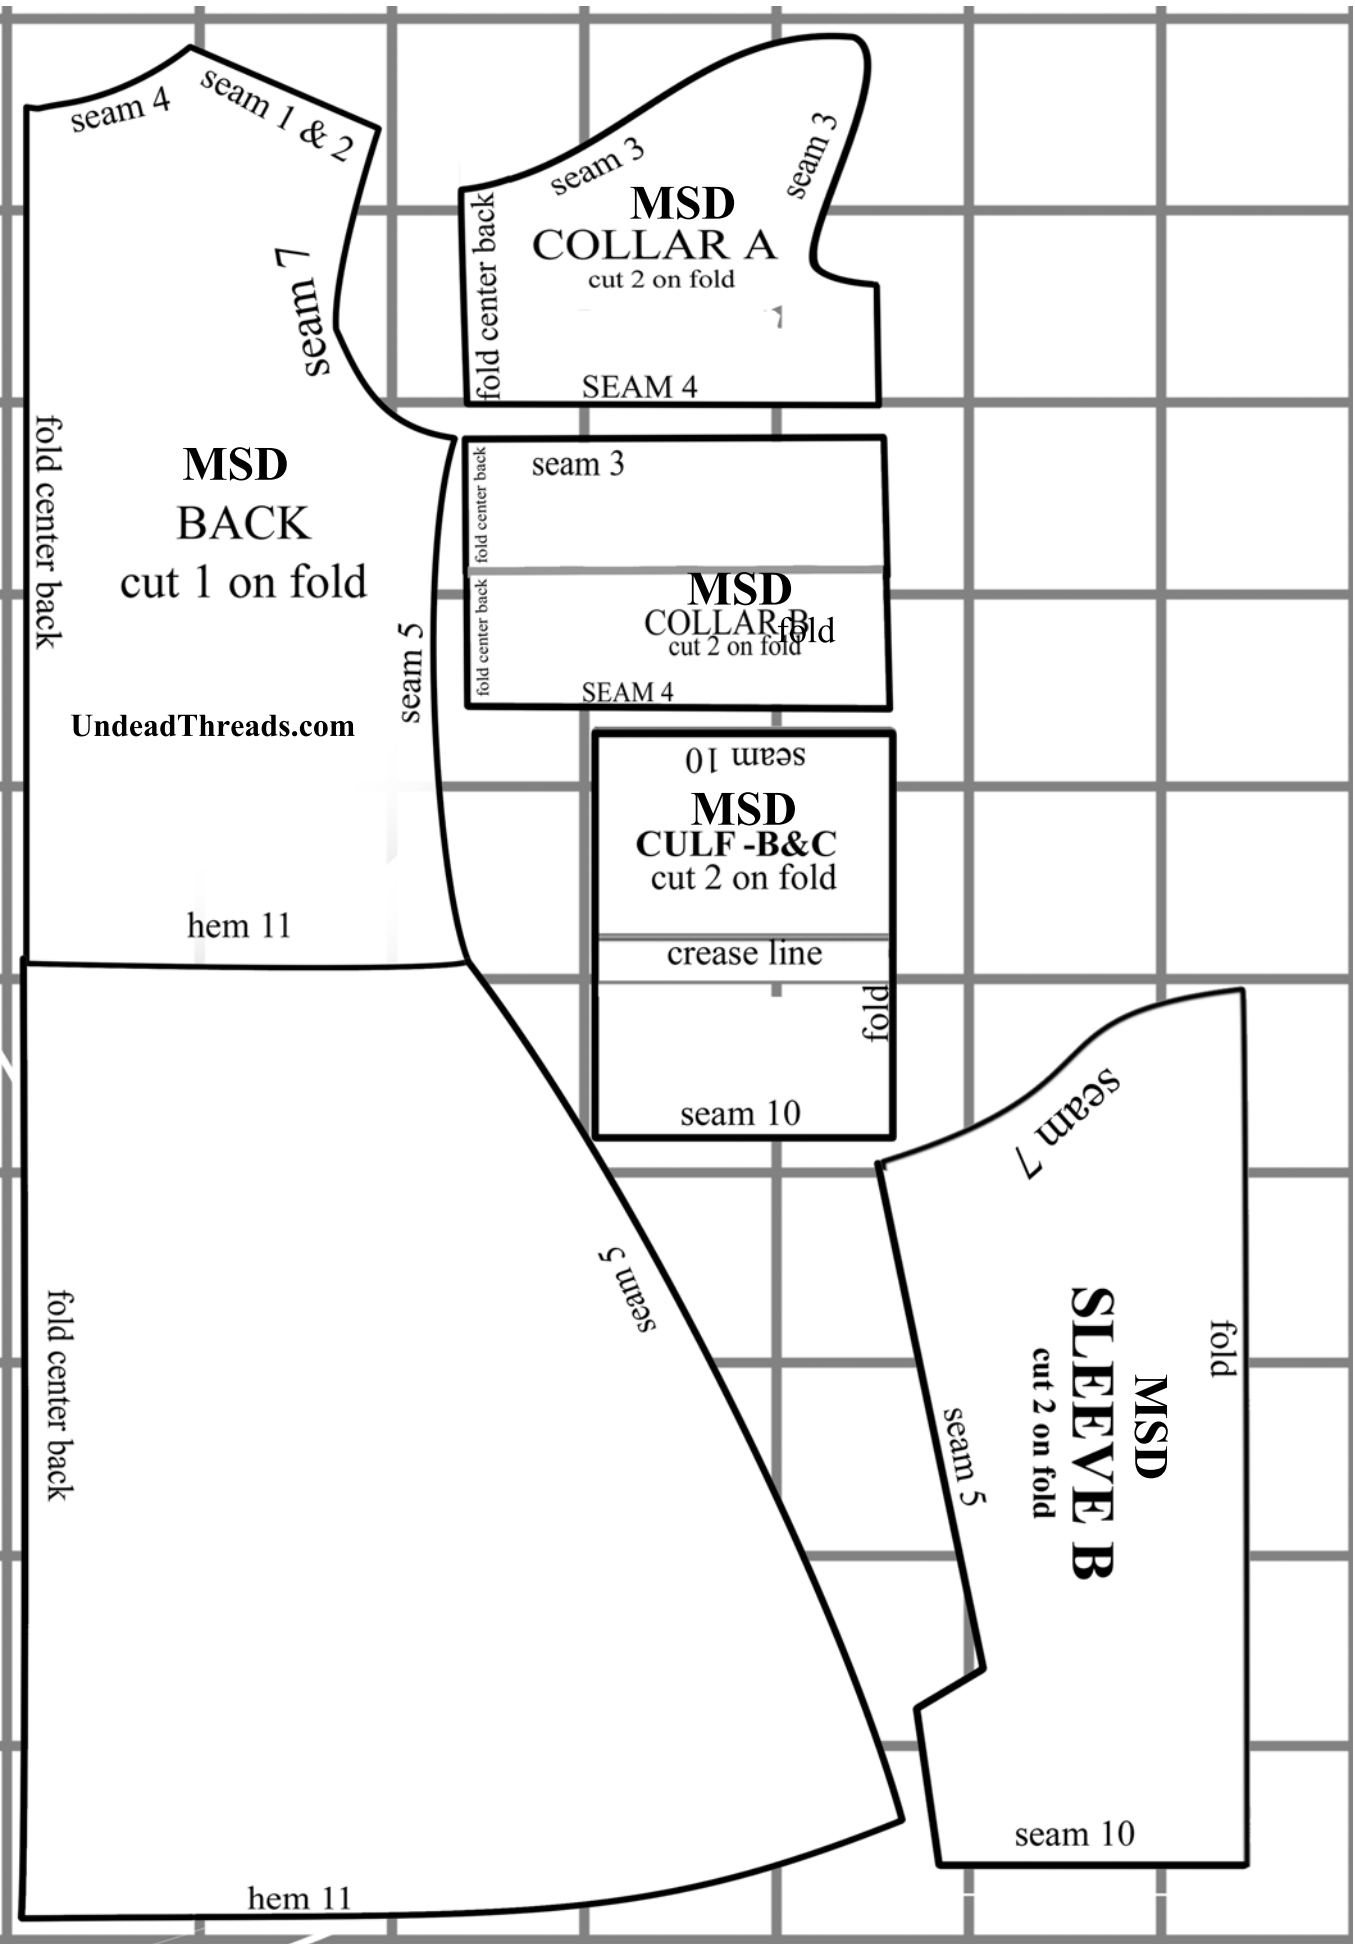 seam 4
seam 1 & 2
seam 7
fold center back
MSD
BACK
cut 1 on fold
seam 5
UndeadThreads.com
hem 11
seam 3
seam 3
fold center back
MSD
COLLAR A
cut 2 on fold
SEAM 4
fold center back
seam 3
fold center back
MSD
COLLAR B
fold
cut 2 on fold
SEAM 4
seam 10
MSD
CULF -B&C
cut 2 on fold
crease line
fold
seam 10
seam 7
fold
MSD
SLEEVE B
cut 2 on fold
seam 5
seam 10
fold center back
seam 5
hem 11